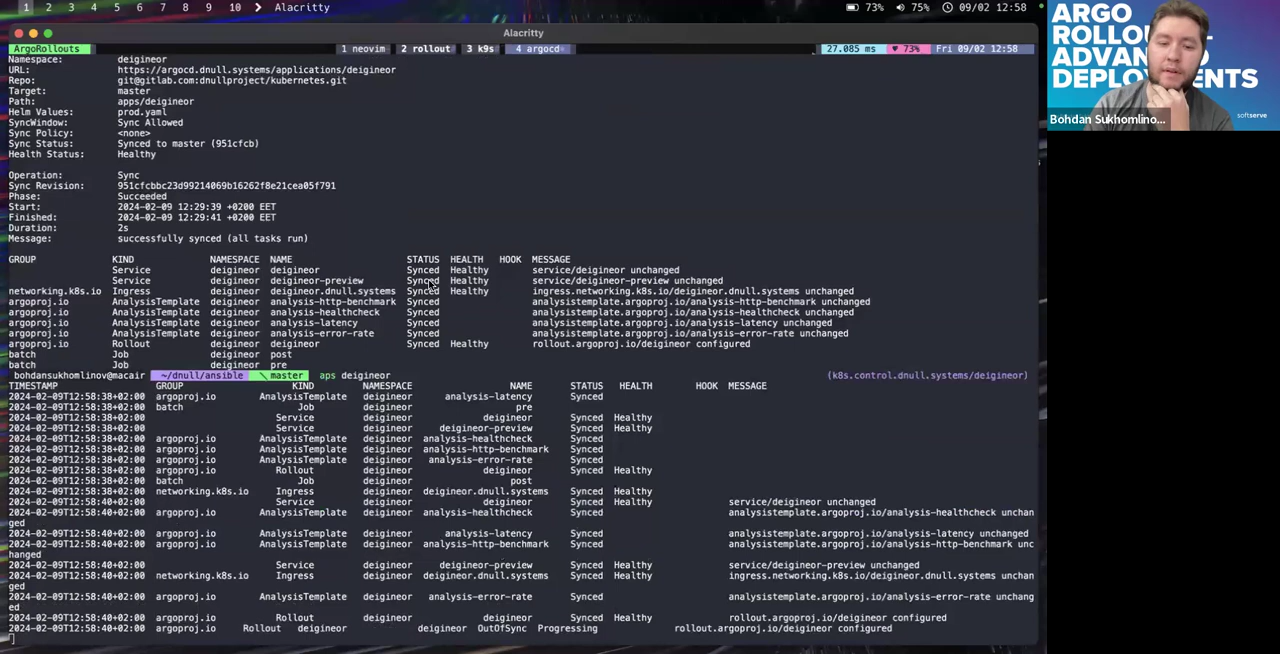 1 2 3 4 5 6 7 8 9 10 > Alacritty 73% 75% 09/02 12:58
Alacritty
ArgoRollouts 1 neovim 2 rollout 3 k9s 4 argocd 27.085 ms ♥ 73% Fri 09/02 12:58
Namespace: deigineor
URL: https://argocd.dnull.systems/applications/deigineor
Repo: git@gitlab.com:dnullproject/kubernetes.git
Target: master
Path: apps/deigineor
Helm Values: prod.yaml
SyncWindow: Sync Allowed
Sync Policy: <none>
Sync Status: Synced to master (951cfcb)
Health Status: Healthy
Operation: Sync
Sync Revision: 951cfcbbc23d99214069b16262f8e21cea05f791
Phase: Succeeded
Start: 2024-02-09 12:29:39 +0200 EET
Finished: 2024-02-09 12:29:41 +0200 EET
Duration: 2s
Message: successfully synced (all tasks run)
GROUP KIND NAMESPACE NAME STATUS HEALTH HOOK MESSAGE
Service deigineor deigineor Synced Healthy service/deigineor unchanged
Service deigineor deigineor-preview Synced Healthy service/deigineor-preview unchanged
networking.k8s.io Ingress deigineor deigineor.dnull.systems Synced Healthy ingress.networking.k8s.io/deigineor.dnull.systems unchanged
argoproj.io AnalysisTemplate deigineor analysis-http-benchmark Synced analysistemplate.argoproj.io/analysis-http-benchmark unchanged
argoproj.io AnalysisTemplate deigineor analysis-healthcheck Synced analysistemplate.argoproj.io/analysis-healthcheck unchanged
argoproj.io AnalysisTemplate deigineor analysis-latency Synced analysistemplate.argoproj.io/analysis-latency unchanged
argoproj.io AnalysisTemplate deigineor analysis-error-rate Synced analysistemplate.argoproj.io/analysis-error-rate unchanged
argoproj.io Rollout deigineor deigineor Synced Healthy rollout.argoproj.io/deigineor configured
batch Job deigineor post
batch Job deigineor pre
bohdansukhomlinov@macair ~/dnull/ansible master aps deigineor (k8s.control.dnull.systems/deigineor)
TIMESTAMP GROUP KIND NAMESPACE NAME STATUS HEALTH HOOK MESSAGE
2024-02-09T12:58:38+02:00 argoproj.io AnalysisTemplate deigineor analysis-latency Synced
2024-02-09T12:58:38+02:00 batch Job deigineor pre
2024-02-09T12:58:38+02:00 Service deigineor deigineor Synced Healthy
2024-02-09T12:58:38+02:00 Service deigineor deigineor-preview Synced Healthy
2024-02-09T12:58:38+02:00 argoproj.io AnalysisTemplate deigineor analysis-healthcheck Synced
2024-02-09T12:58:38+02:00 argoproj.io AnalysisTemplate deigineor analysis-http-benchmark Synced
2024-02-09T12:58:38+02:00 argoproj.io AnalysisTemplate deigineor analysis-error-rate Synced
2024-02-09T12:58:38+02:00 argoproj.io Rollout deigineor deigineor Synced Healthy
2024-02-09T12:58:38+02:00 batch Job deigineor post
2024-02-09T12:58:38+02:00 networking.k8s.io Ingress deigineor deigineor.dnull.systems Synced Healthy
2024-02-09T12:58:40+02:00 Service deigineor deigineor Synced Healthy service/deigineor unchanged
2024-02-09T12:58:40+02:00 argoproj.io AnalysisTemplate deigineor analysis-healthcheck Synced analysistemplate.argoproj.io/analysis-healthcheck unchan
ged
2024-02-09T12:58:40+02:00 argoproj.io AnalysisTemplate deigineor analysis-latency Synced analysistemplate.argoproj.io/analysis-latency unchanged
2024-02-09T12:58:40+02:00 argoproj.io AnalysisTemplate deigineor analysis-http-benchmark Synced analysistemplate.argoproj.io/analysis-http-benchmark unc
hanged
2024-02-09T12:58:40+02:00 Service deigineor deigineor-preview Synced Healthy service/deigineor-preview unchanged
2024-02-09T12:58:40+02:00 networking.k8s.io Ingress deigineor deigineor.dnull.systems Synced Healthy ingress.networking.k8s.io/deigineor.dnull.systems unchan
ged
2024-02-09T12:58:40+02:00 argoproj.io AnalysisTemplate deigineor analysis-error-rate Synced analysistemplate.argoproj.io/analysis-error-rate unchang
ed
2024-02-09T12:58:40+02:00 argoproj.io Rollout deigineor deigineor Synced Healthy rollout.argoproj.io/deigineor configured
2024-02-09T12:58:40+02:00 argoproj.io Rollout deigineor deigineor OutOfSync Progressing rollout.argoproj.io/deigineor configured
ARGO
Bohdan Sukhomlino...
softserve